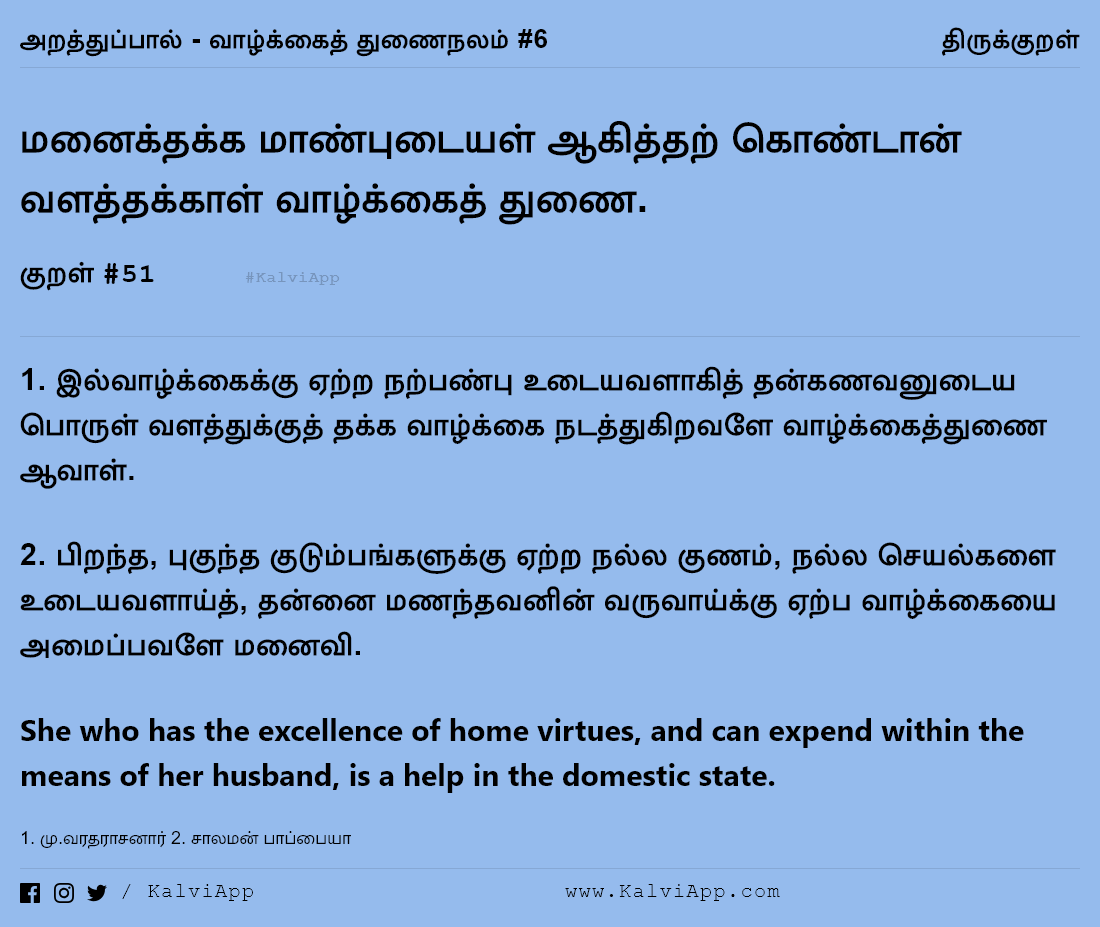 அறத்துப்பால் - வாழ்க்கைத் துணைநலம் #6
திருக்குறள்
மனைக்தக்க மாண்புடையள் ஆகித்தற் கொண்டான்
வளத்தக்காள் வாழ்க்கைத் துணை.
குறள் #51
#KalviApp
1. இல்வாழ்க்கைக்கு ஏற்ற நற்பண்பு உடையவளாகித் தன்கணவனுடைய
பொருள் வளத்துக்குத் தக்க வாழ்க்கை நடத்துகிறவளே வாழ்க்கைத்துணை
ஆவாள்.
2. பிறந்த, புகுந்த குடும்பங்களுக்கு ஏற்ற நல்ல குணம், நல்ல செயல்களை
உடையவளாய்த், தன்னை மணந்தவனின் வருவாய்க்கு ஏற்ப வாழ்க்கையை
அமைப்பவளே மனைவி.
She who has the excellence of home virtues, and can expend within the
means of her husband, is a help in the domestic state.
1. மு.வரதராசனார் 2. சாலமன் பாப்பையா
/ KalviApp
www.KalviApp.com